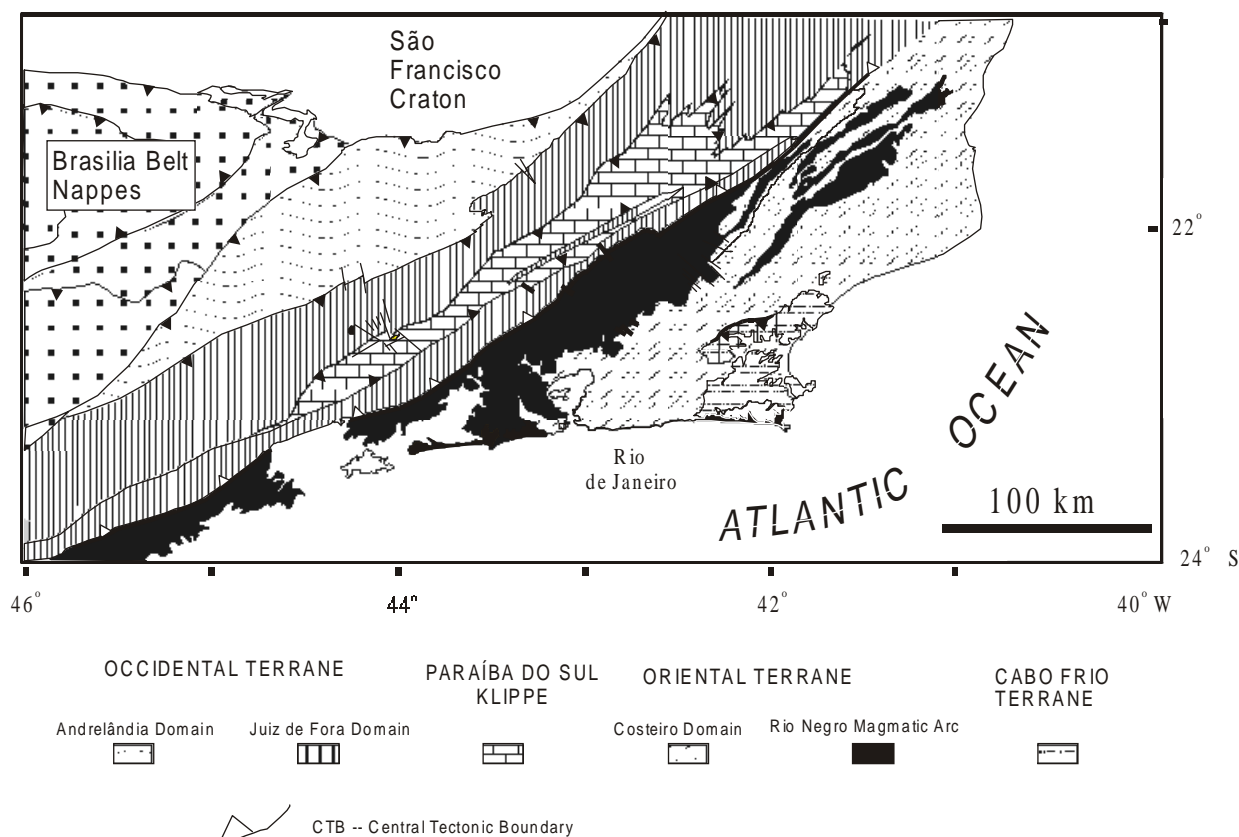 São
Francisco
Craton
Brasilia Belt
Nappes
22°
Rio
de Janeiro
ATLANTIC OCEAN
100 km
24° S
46°
44°
42°
40° W
OCCIDENTAL TERRANE
PARAÍBA DO SUL
KLIPPE
ORIENTAL TERRANE
CABO FRIO
TERRANE
Andrelândia Domain
Juiz de Fora Domain
Costeiro Domain
Rio Negro Magmatic Arc
CTB -- Central Tectonic Boundary